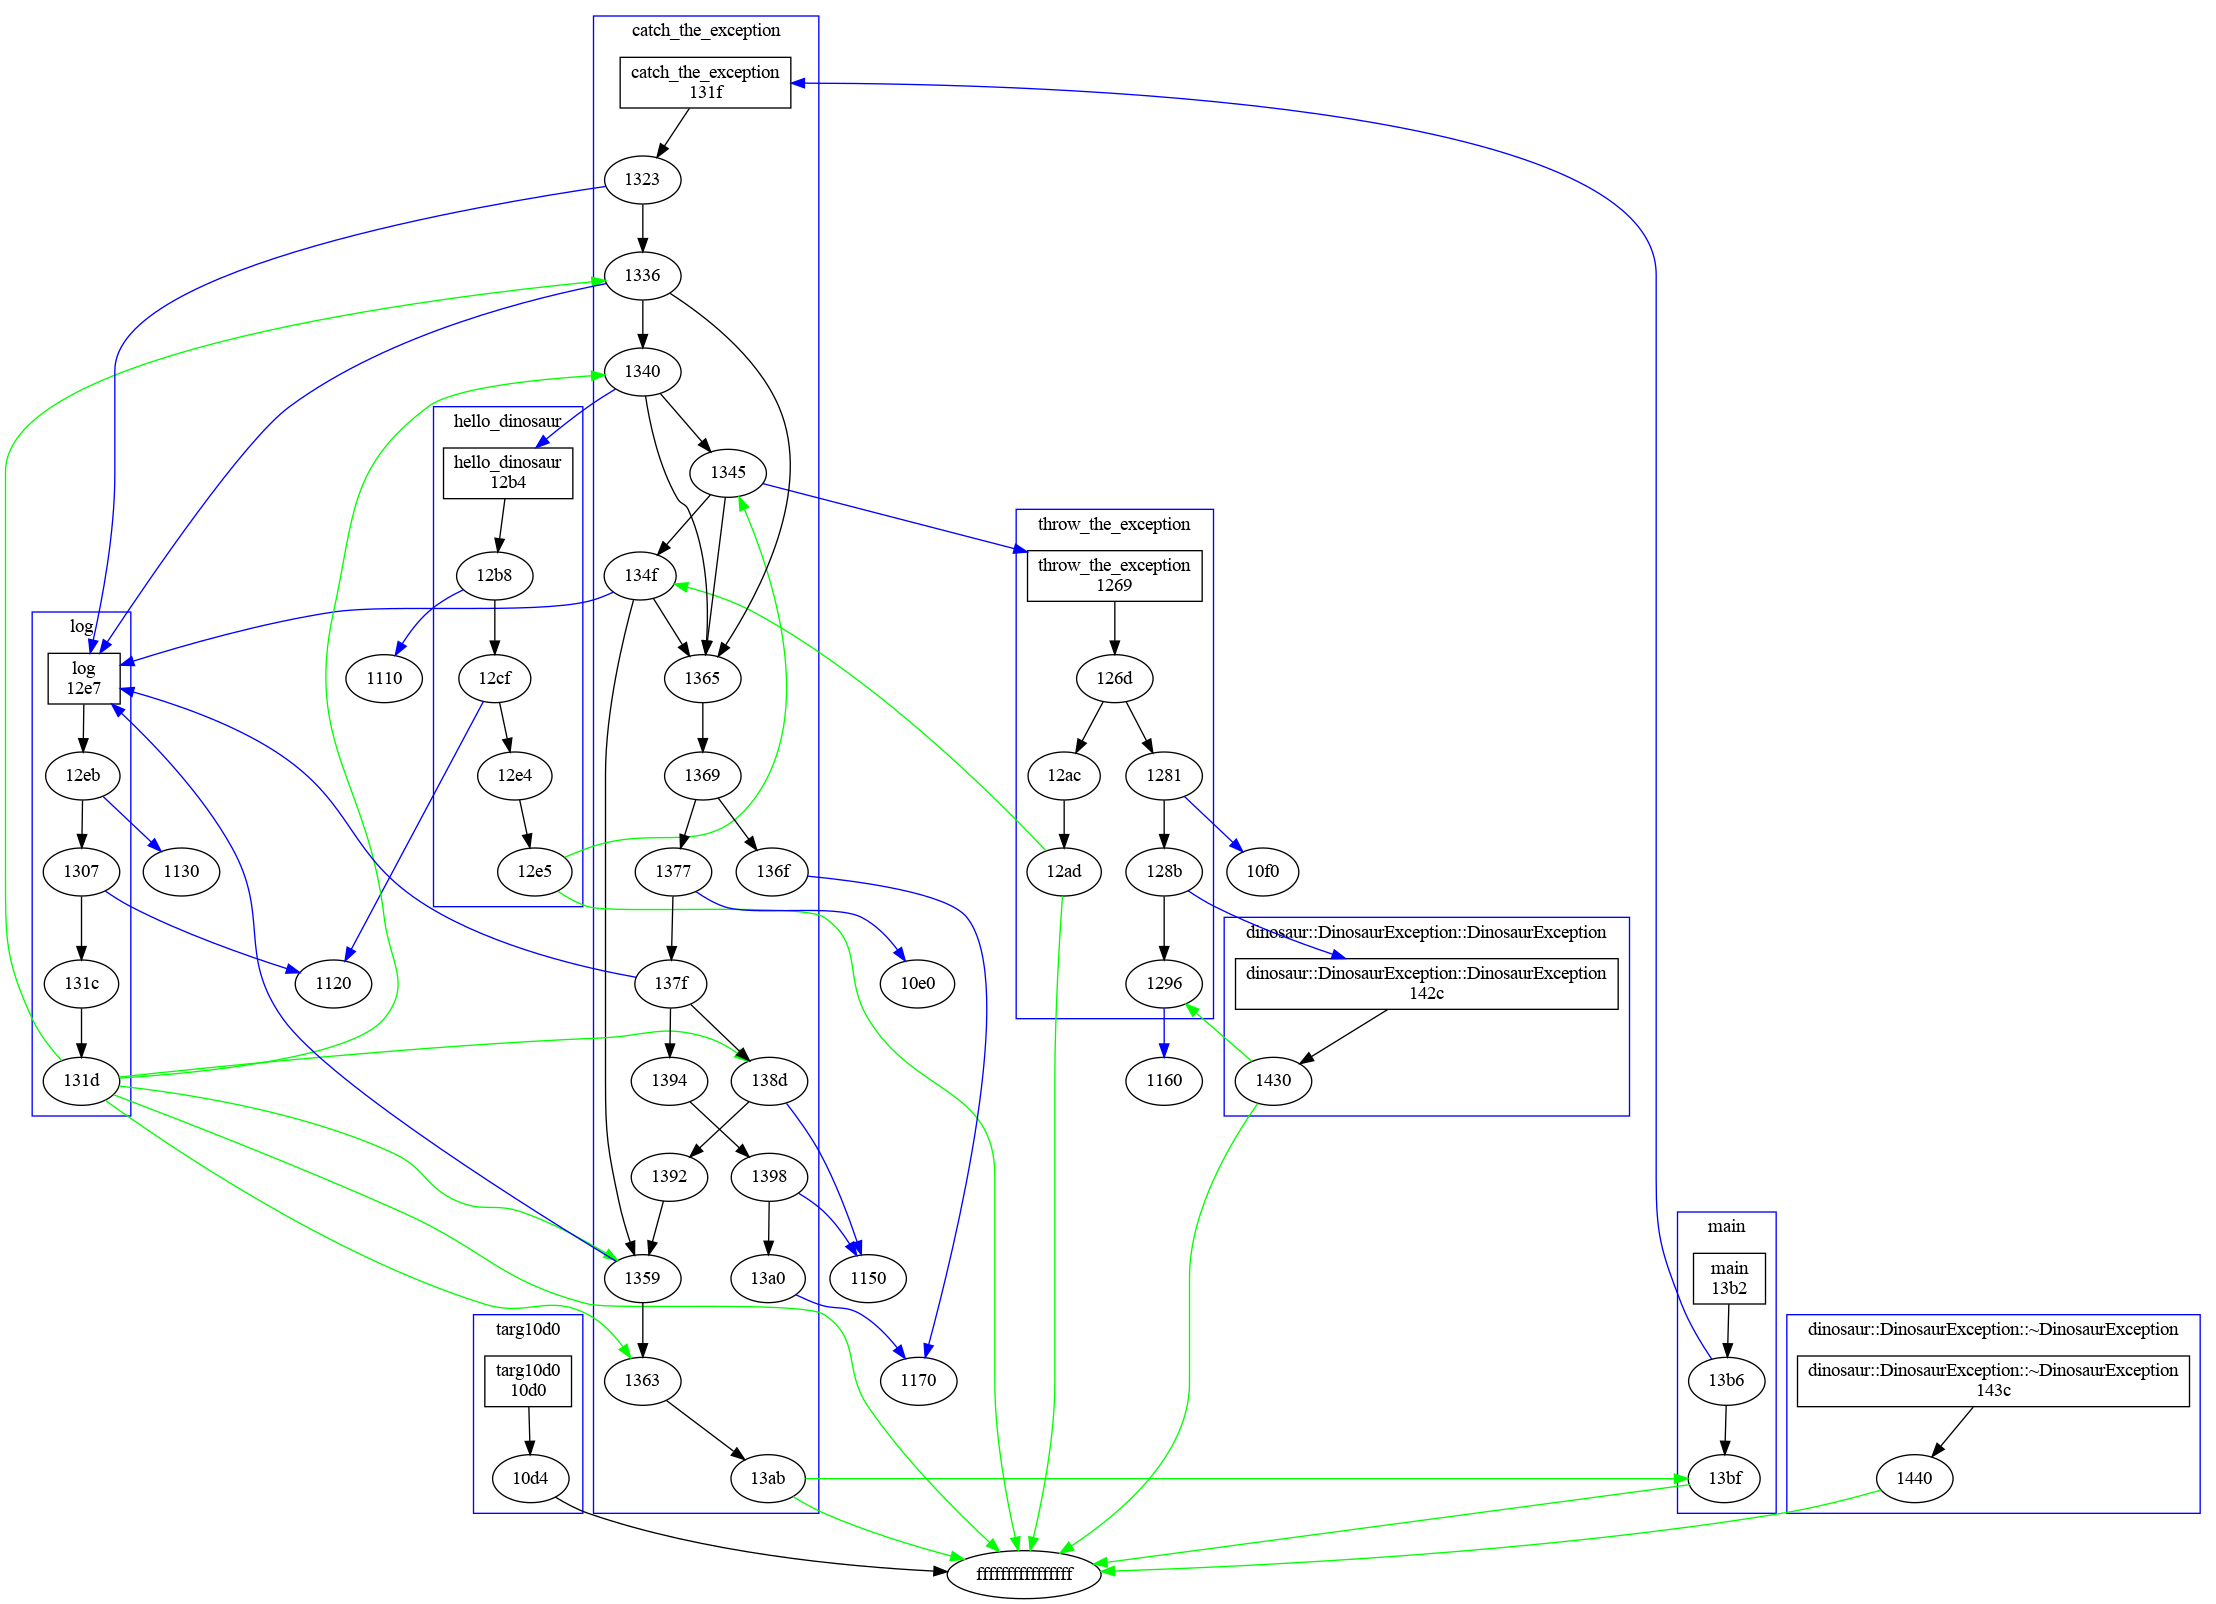 catch_the_exception
catch_the_exception
131f
1323
1336
1340
hello_dinosaur
hello_dinosaur
12b4
1345
throw_the_exception
throw_the_exception
1269
12b8
134f
log
log
12e7
1110
12cf
1365
126d
12eb
12e4
1369
12ac
1281
1307
1130
12e5
1377
136f
12ad
128b
10f0
dinosaur::DinosaurException::DinosaurException
dinosaur::DinosaurException::DinosaurException
142c
131c
1120
137f
10e0
1296
131d
1394
138d
1160
1430
1392
1398
main
main
13b2
1359
13a0
1150
targ10d0
targ10d0
10d0
dinosaur::DinosaurException::~DinosaurException
dinosaur::DinosaurException::~DinosaurException
143c
1363
1170
13b6
10d4
13ab
13bf
1440
ffffffffffffffff